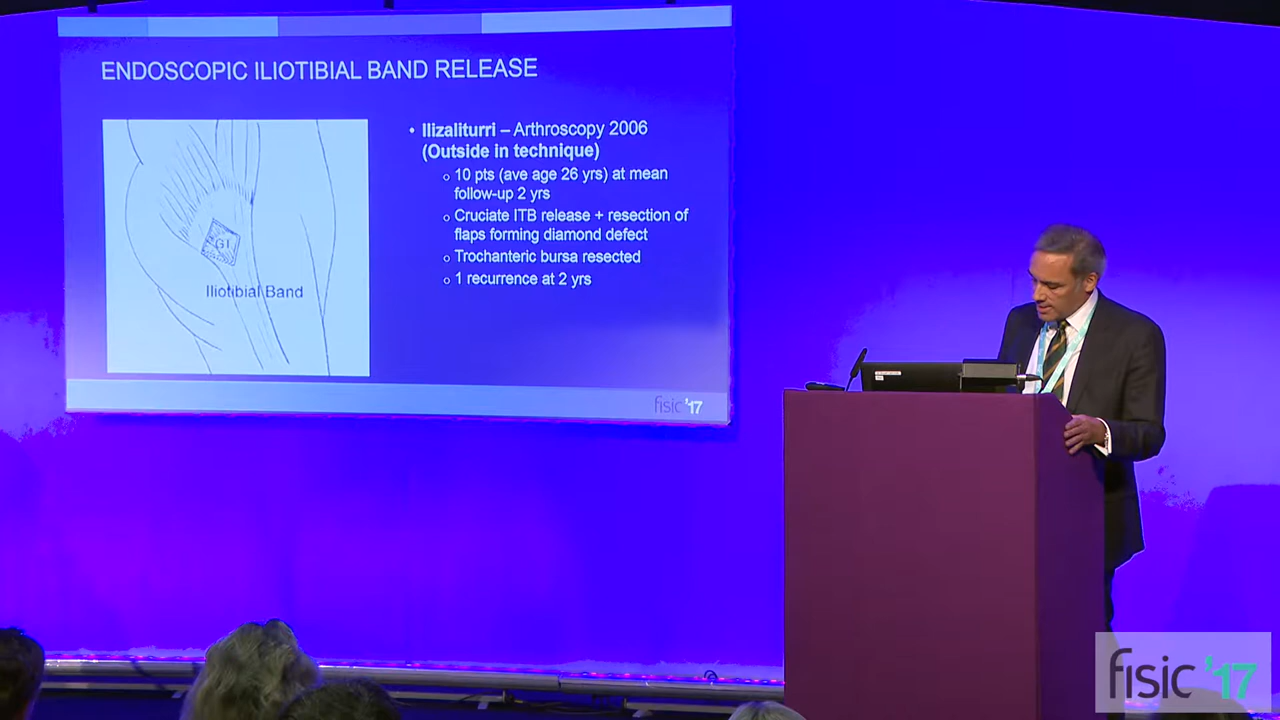 ENDOSCOPIC ILIOTIBIAL BAND RELEASE
GT
Iliotibial Band
• Ilizaliturri – Arthroscopy 2006
(Outside in technique)
○ 10 pts (ave age 26 yrs) at mean
follow-up 2 yrs
○ Cruciate ITB release + resection of
flaps forming diamond defect
○ Trochanteric bursa resected
○ 1 recurrence at 2 yrs
fisic '17
fisic '17